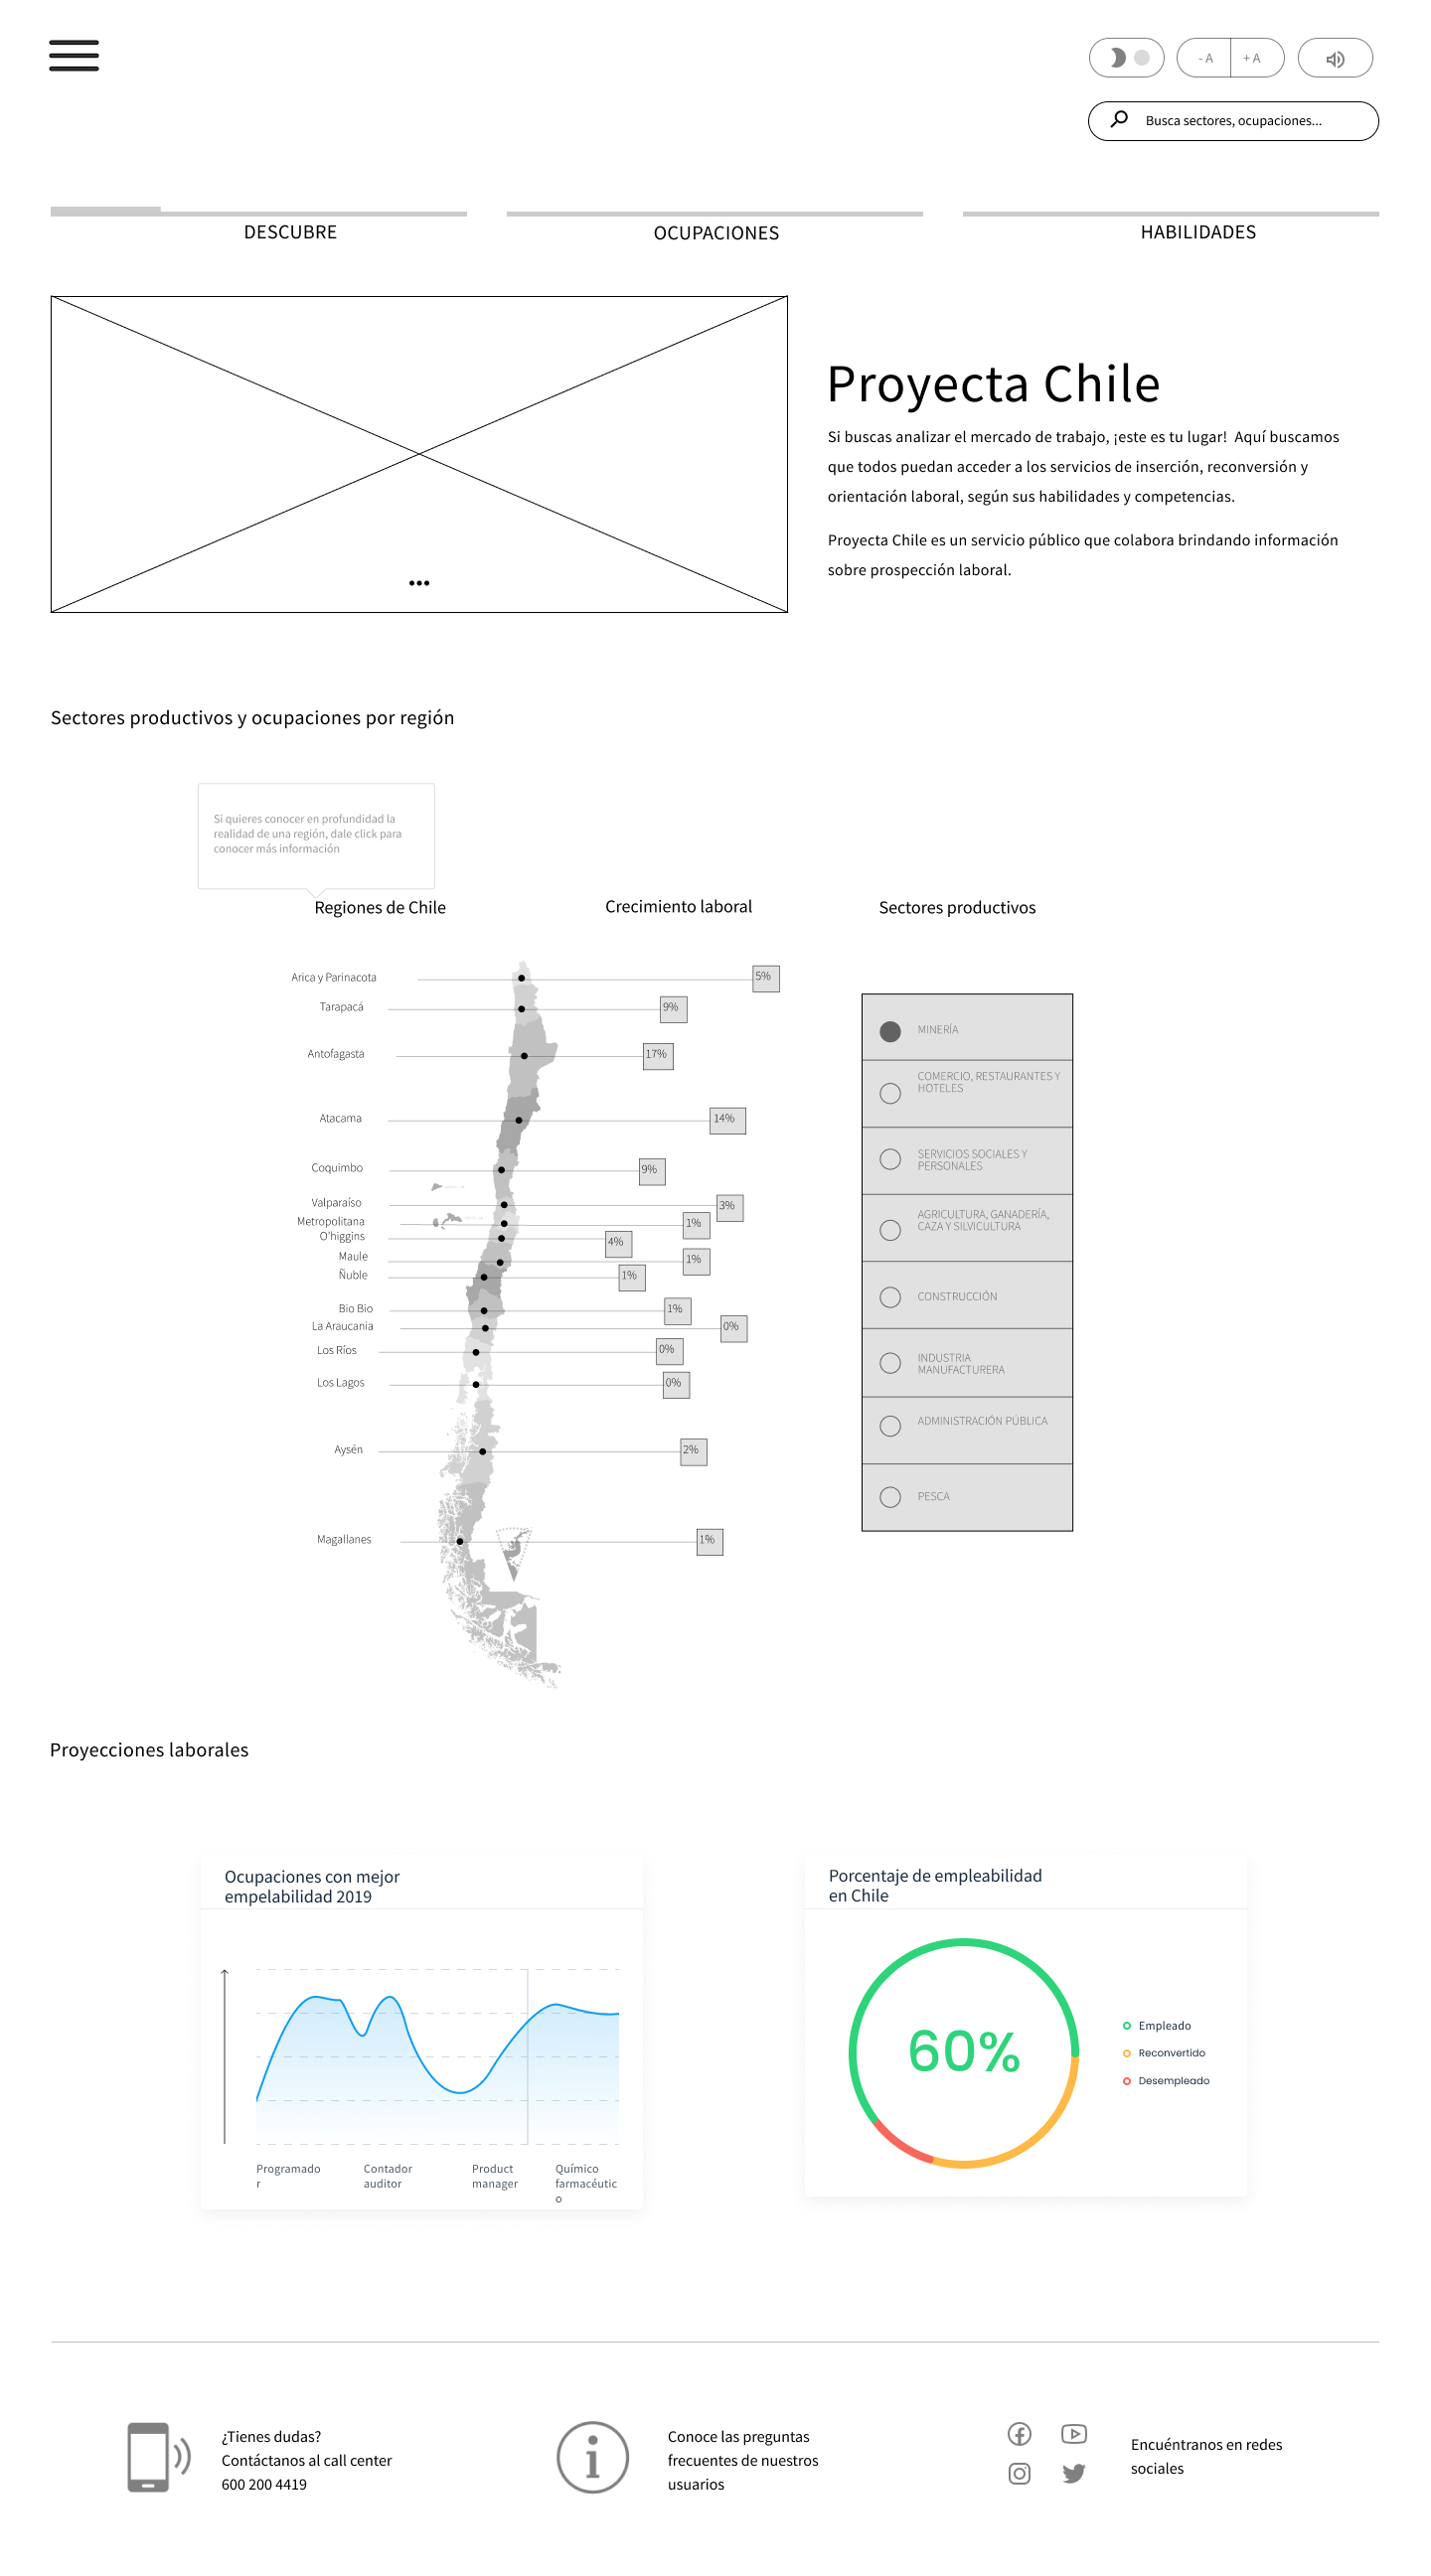 - A
+ A
Busca sectores, ocupaciones...
DESCUBRE
OCUPACIONES
HABILIDADES
Proyecta Chile
Si buscas analizar el mercado de trabajo, ¡este es tu lugar! Aquí buscamos
que todos puedan acceder a los servicios de inserción, reconversión y
orientación laboral, según sus habilidades y competencias.
Proyecta Chile es un servicio público que colabora brindando información
sobre prospección laboral.
Sectores productivos y ocupaciones por región
Si quieres conocer en profundidad la
realidad de una región, dale click para
conocer más información
Regiones de Chile
Crecimiento laboral
Sectores productivos
Arica y Parinacota
5%
Tarapacá
9%
Antofagasta
17%
Atacama
14%
Coquimbo
9%
Valparaíso
3%
Metropolitana
1%
O'higgins
4%
Maule
1%
Ñuble
1%
Bio Bio
1%
La Araucania
0%
Los Ríos
0%
Los Lagos
0%
Aysén
2%
Magallanes
1%
MINERÍA
COMERCIO, RESTAURANTES Y
HOTELES
SERVICIOS SOCIALES Y
PERSONALES
AGRICULTURA, GANADERÍA,
CAZA Y SILVICULTURA
CONSTRUCCIÓN
INDUSTRIA
MANUFACTURERA
ADMINISTRACIÓN PÚBLICA
PESCA
Proyecciones laborales
Ocupaciones con mejor
empelabilidad 2019
Programado
r
Contador
auditor
Product
manager
Químico
farmacéutic
o
Porcentaje de empleabilidad
en Chile
60%
Empleado
Reconvertido
Desempleado
¿Tienes dudas?
Contáctanos al call center
600 200 4419
Conoce las preguntas
frecuentes de nuestros
usuarios
Encuéntranos en redes
sociales